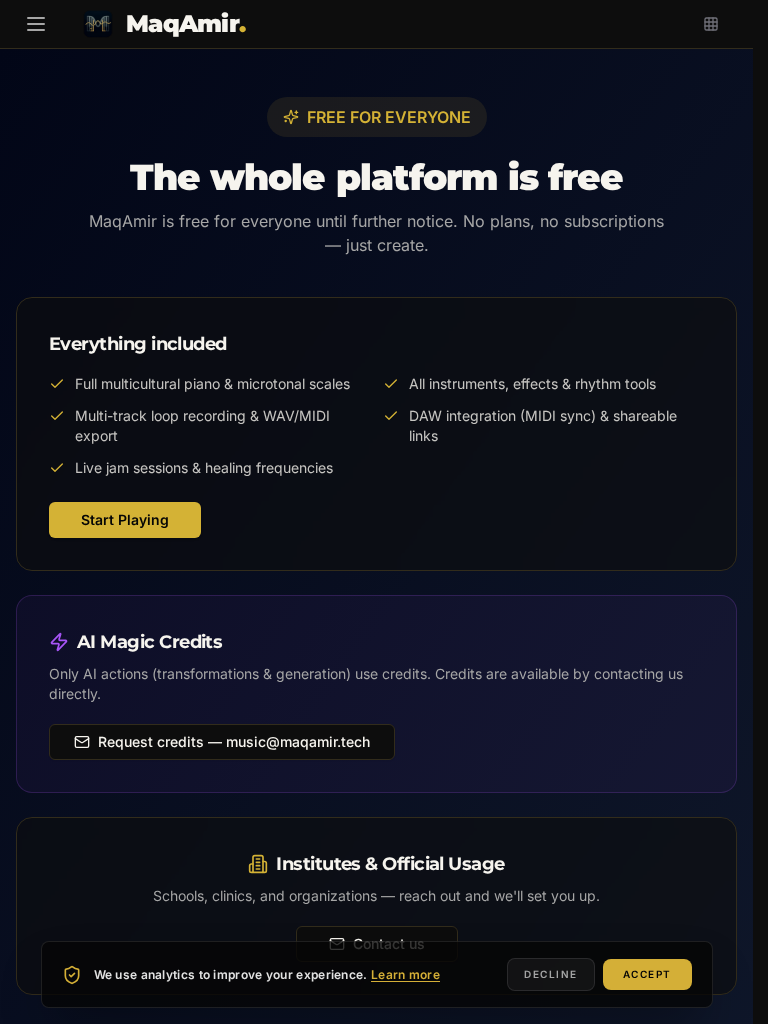 MaqAmir.
FREE FOR EVERYONE
The whole platform is free
MaqAmir is free for everyone until further notice. No plans, no subscriptions
— just create.
Everything included
Full multicultural piano & microtonal scales
All instruments, effects & rhythm tools
Multi-track loop recording & WAV/MIDI
export
DAW integration (MIDI sync) & shareable
links
Live jam sessions & healing frequencies
Start Playing
AI Magic Credits
Only AI actions (transformations & generation) use credits. Credits are available by contacting us
directly.
Request credits — music@maqamir.tech
Institutes & Official Usage
Schools, clinics, and organizations — reach out and we'll set you up.
Contact us
We use analytics to improve your experience. Learn more
DECLINE
ACCEPT